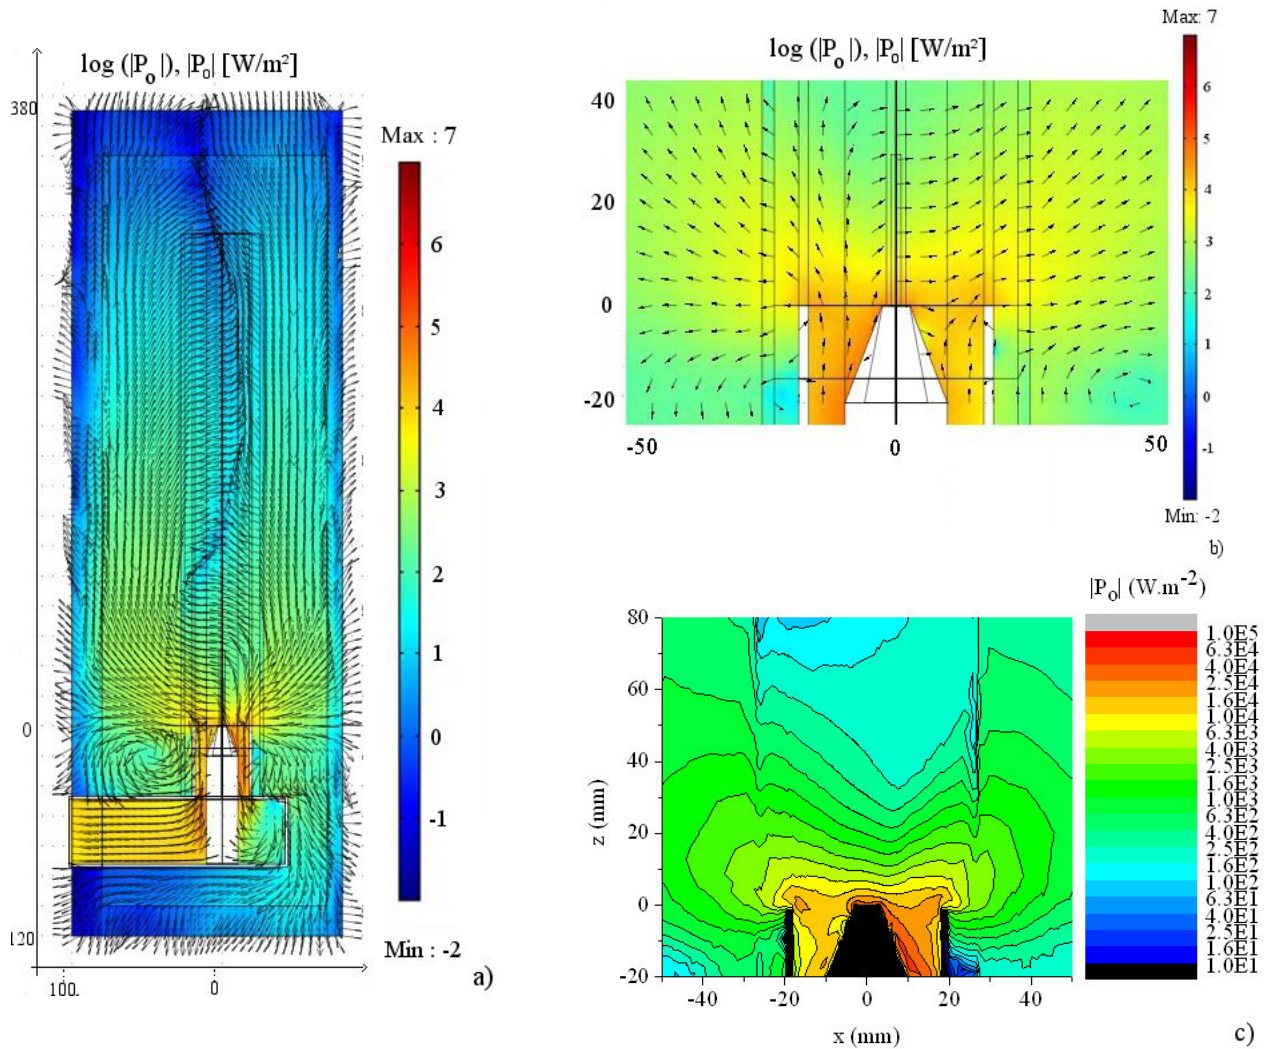 log (|Po|), |Po| [W/m²]
380
0
120
100.
0
Max : 7
6
5
4
3
2
1
0
-1
Min : -2
a)
log (|Po|), |Po| [W/m²]
40
20
0
-20
-50
0
50
Max: 7
6
5
4
3
2
1
0
-1
Min: -2
b)
80
60
40
20
0
-20
z (mm)
-40
-20
0
20
40
x (mm)
|Po| (W.m-2)
1.0E5
6.3E4
4.0E4
2.5E4
1.6E4
1.0E4
6.3E3
4.0E3
2.5E3
1.6E3
1.0E3
6.3E2
4.0E2
2.5E2
1.6E2
1.0E2
6.3E1
4.0E1
2.5E1
1.6E1
1.0E1
c)